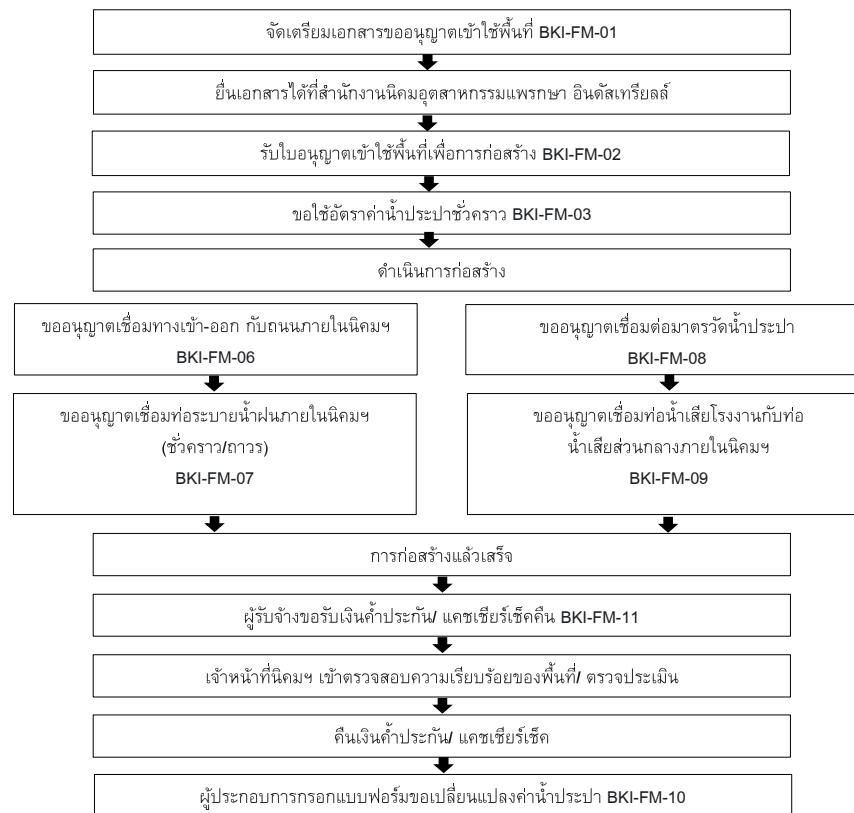 จัดเตรียมเอกสารขออนุญาตเข้าใช้พื้นที่ BKI-FM-01
ยื่นเอกสารได้ที่สำนักงานนิคมอุตสาหกรรมแพรกษา อินดัสเทรียลล์
รับใบอนุญาตเข้าใช้พื้นที่เพื่อการก่อสร้าง BKI-FM-02
ขอใช้อัตราค่าน้ำประปาชั่วคราว BKI-FM-03
ดำเนินการก่อสร้าง
ขออนุญาตเชื่อมทางเข้า-ออก กับถนนภายในนิคมฯ
BKI-FM-06
ขออนุญาตเชื่อมท่อระบายน้ำฝนภายในนิคมฯ
(ชั่วคราว/ถาวร)
BKI-FM-07
ขออนุญาตเชื่อมต่อมาตรวัดน้ำประปา
BKI-FM-08
ขออนุญาตเชื่อมท่อน้ำเสียโรงงานกับท่อ
น้ำเสียส่วนกลางภายในนิคมฯ
BKI-FM-09
การก่อสร้างแล้วเสร็จ
ผู้รับจ้างขอรับเงินค้ำประกัน/ แคชเชียร์เช็คคืน BKI-FM-11
เจ้าหน้าที่นิคมฯ เข้าตรวจสอบความเรียบร้อยของพื้นที่/ ตรวจประเมิน
คืนเงินค้ำประกัน/ แคชเชียร์เช็ค
ผู้ประกอบการกรอกแบบฟอร์มขอเปลี่ยนแปลงค่าน้ำประปา BKI-FM-10